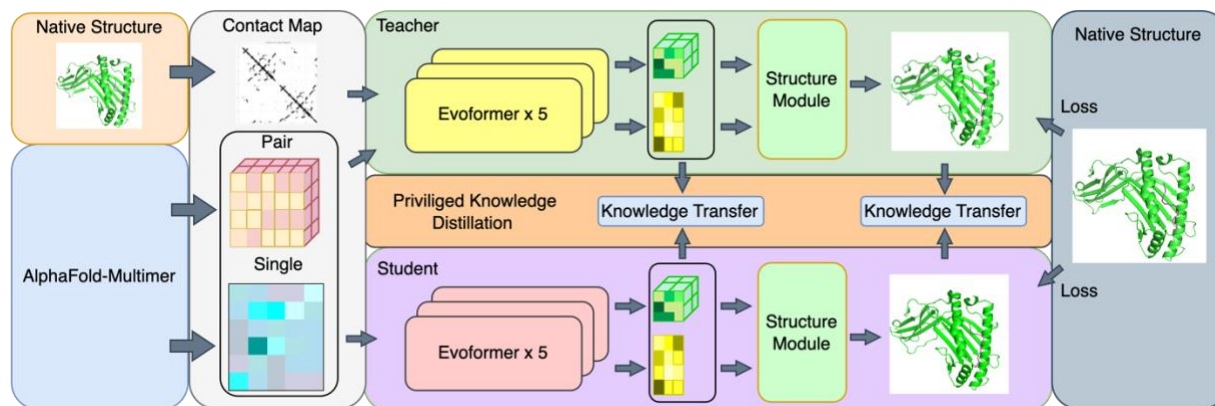 Native Structure
Contact Map
Teacher
Native Structure
Evoformer x 5
Structure
Module
Loss
Pair
Priviliged Knowledge
Distillation
Knowledge Transfer
Knowledge Transfer
AlphaFold-Multimer
Single
Student
Evoformer x 5
Structure
Module
Loss